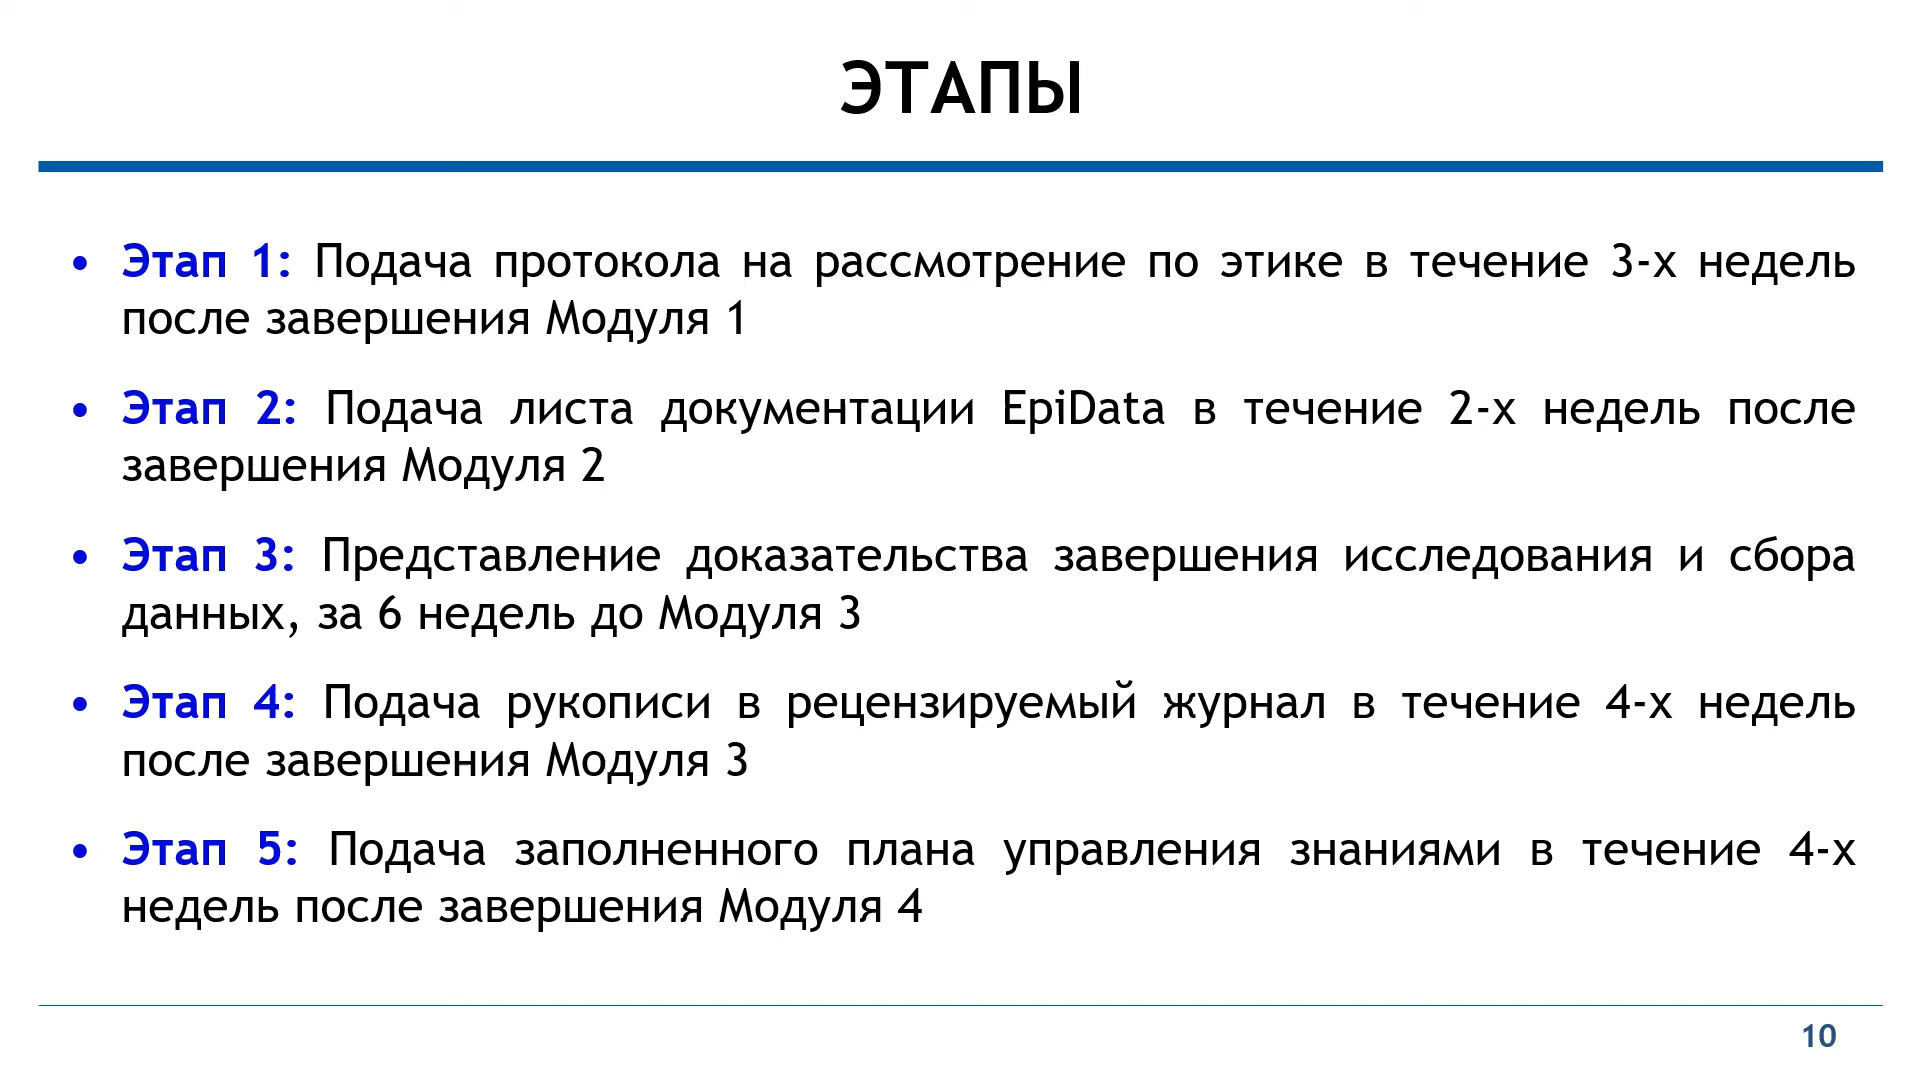 ЭТАПЫ
• Этап 1: Подача протокола на рассмотрение по этике в течение 3-х недель
после завершения Модуля 1
• Этап 2: Подача листа документации EpiData в течение 2-х недель после
завершения Модуля 2
• Этап 3: Представление доказательства завершения исследования и сбора
данных, за 6 недель до Модуля 3
• Этап 4: Подача рукописи в рецензируемый журнал в течение 4-х недель
после завершения Модуля 3
• Этап 5: Подача заполненного плана управления знаниями в течение 4-х
недель после завершения Модуля 4
10